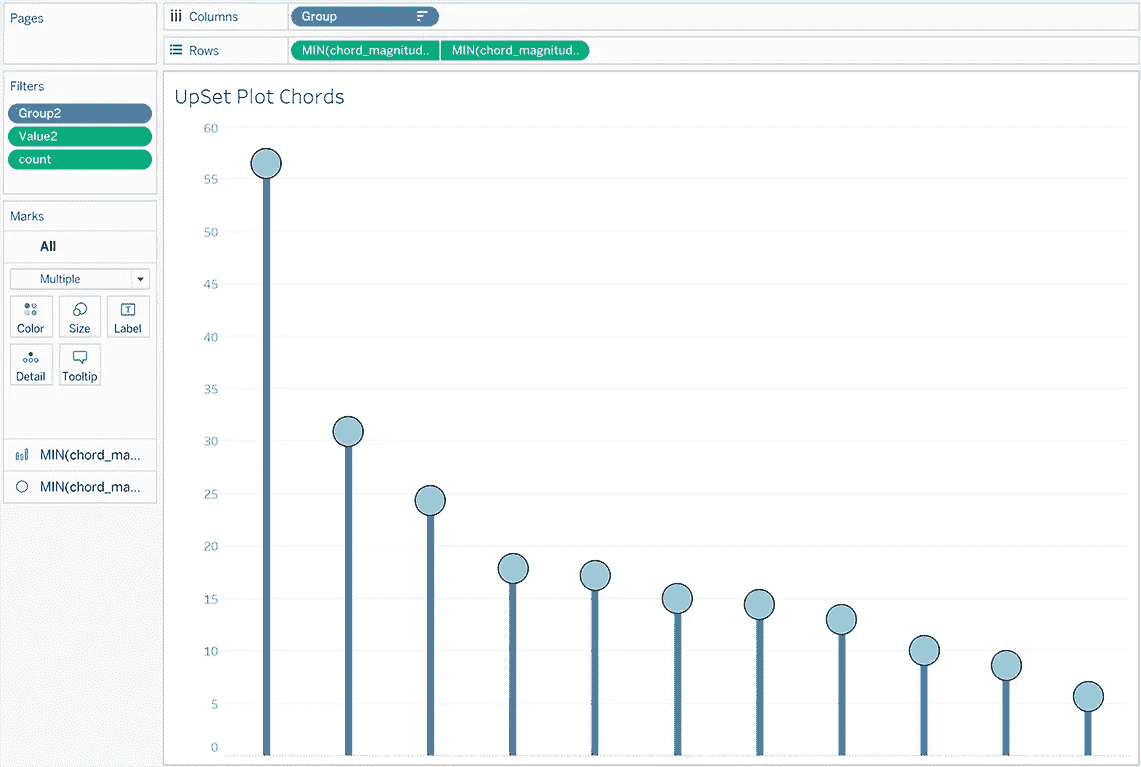 Pages
Columns
Group
Rows
MIN(chord_magnitud..
MIN(chord_magnitud..
Filters
Group2
Value2
count
Marks
All
Multiple
Color
Size
Label
Detail
Tooltip
MIN(chord_ma...
MIN(chord_ma...
UpSet Plot Chords
60
55
50
45
40
35
30
25
20
15
10
5
0